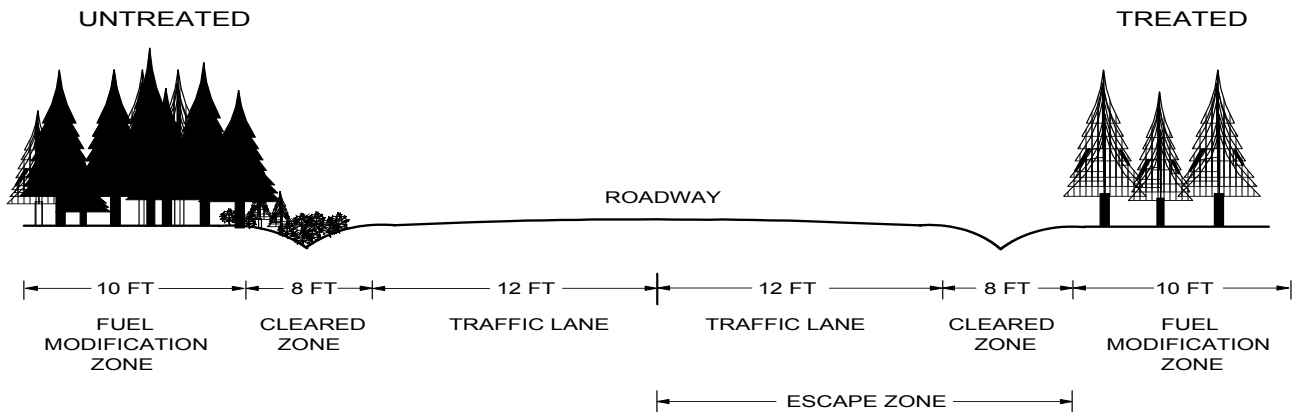 UNTREATED
TREATED
ROADWAY
10 FT
8 FT
12 FT
12 FT
8 FT
10 FT
FUEL
MODIFICATION
ZONE
CLEARED
ZONE
TRAFFIC LANE
TRAFFIC LANE
CLEARED
ZONE
FUEL
MODIFICATION
ZONE
ESCAPE ZONE